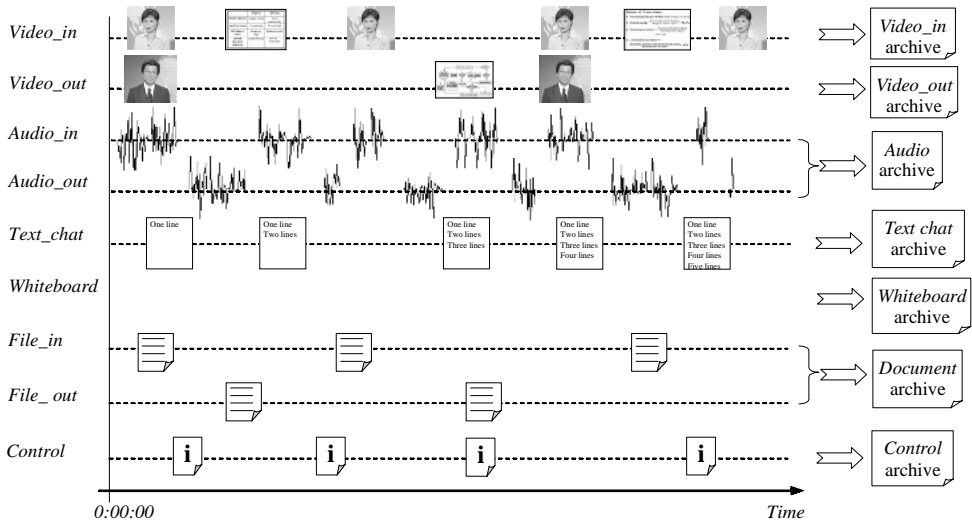 Video_in
Video_in
archive
Video_out
Video_out
archive
Audio_in
Audio
archive
Audio_out
Text_chat
One line
One line
Two lines
One line
Two lines
Three lines
One line
Two lines
Three lines
Four lines
One line
Two lines
Three lines
Four lines
Five lines
Text chat
archive
Whiteboard
Whiteboard
archive
File_in
Document
archive
File_ out
Control
i
i
i
i
Control
archive
0:00:00
Time